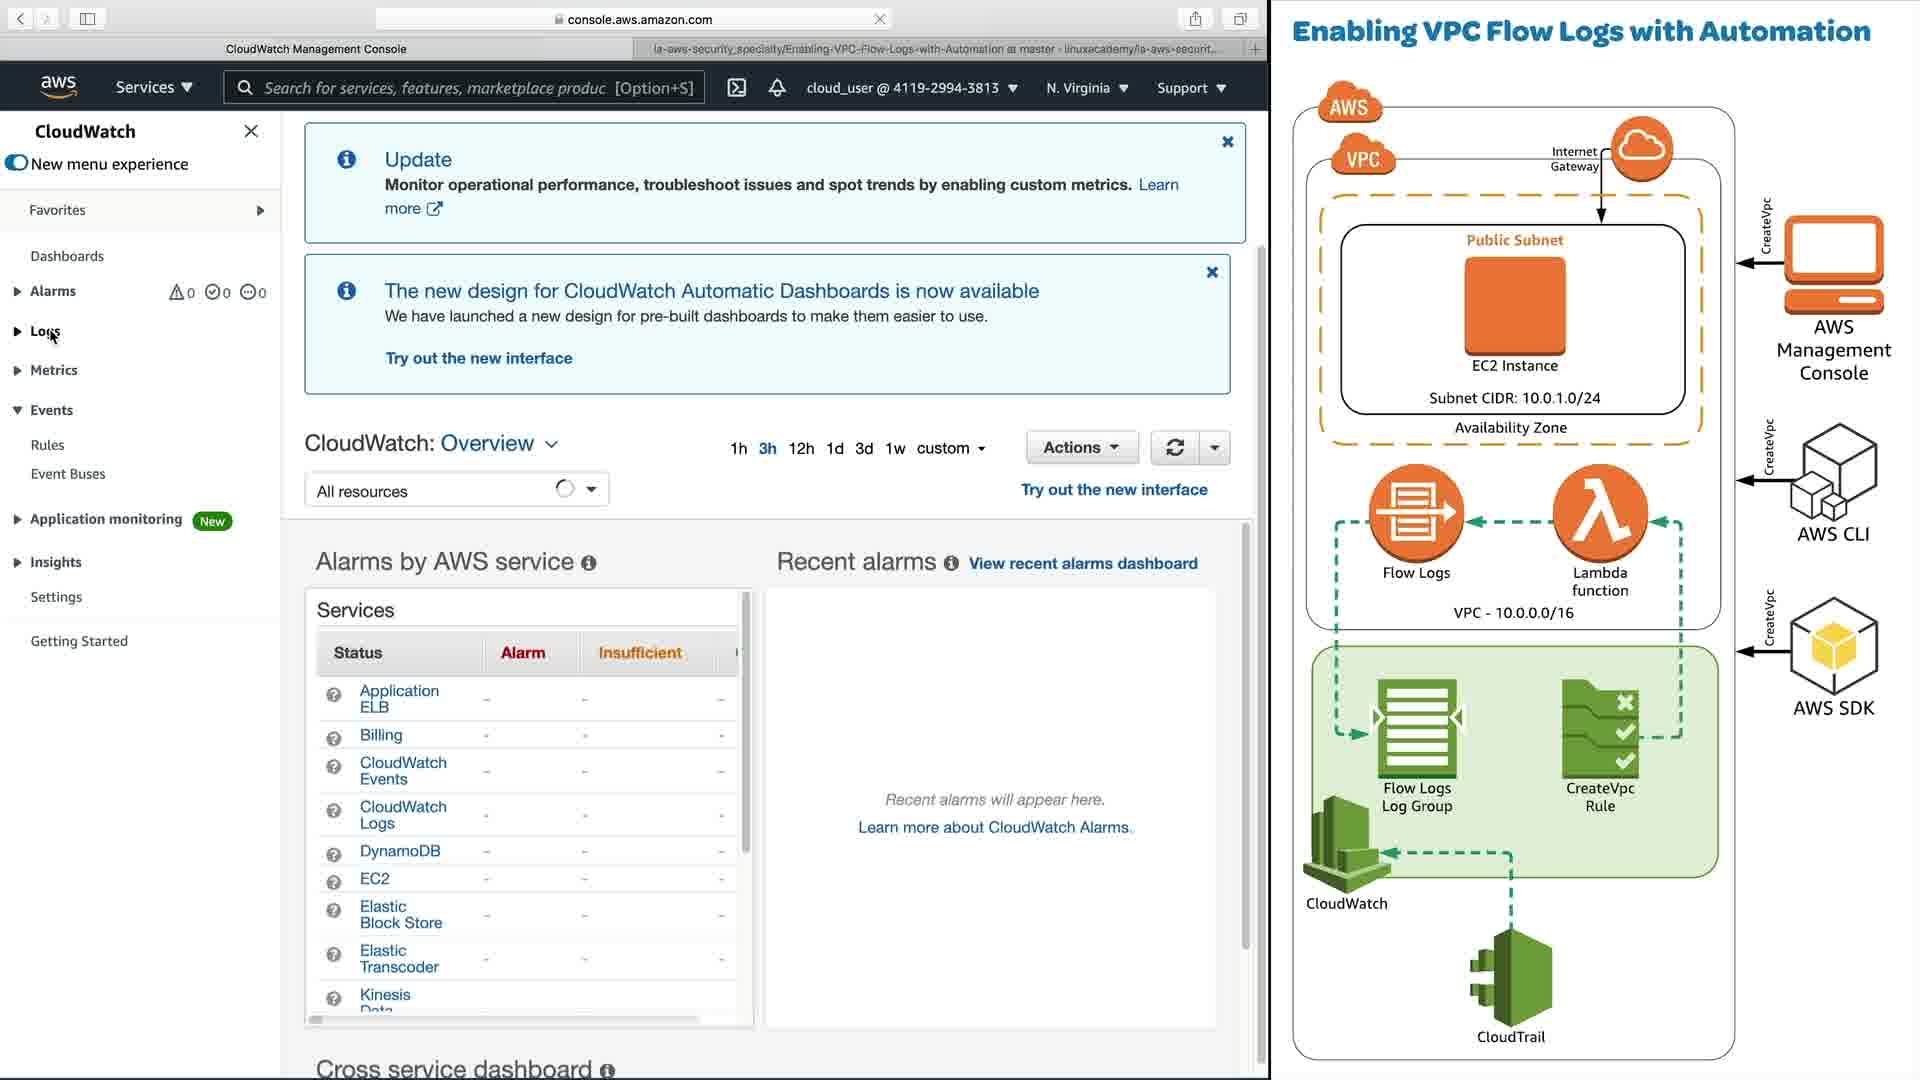 console.aws.amazon.com
CloudWatch Management Console
la-aws-security_specialty/Enabling-VPC-Flow-Logs-with-Automation at master · linuxacademy/la-aws-securit...
aws
Services
Search for services, features, marketplace produc
[Option+S]
cloud_user @ 4119-2994-3813
N. Virginia
Support
CloudWatch
New menu experience
Favorites
Dashboards
Alarms
0
0
0
Logs
Metrics
Events
Rules
Event Buses
Application monitoring
New
Insights
Settings
Getting Started
Update
Monitor operational performance, troubleshoot issues and spot trends by enabling custom metrics. Learn
more
The new design for CloudWatch Automatic Dashboards is now available
We have launched a new design for pre-built dashboards to make them easier to use.
Try out the new interface
CloudWatch: Overview
1h 3h 12h 1d 3d 1w custom
Actions
All resources
Try out the new interface
Alarms by AWS service
Services
Status Alarm Insufficient
Application
ELB
- - -
Billing - - -
CloudWatch
Events
- - -
CloudWatch
Logs
- - -
DynamoDB - - -
EC2 - - -
Elastic
Block Store
- - -
Elastic
Transcoder
- - -
Kinesis
Data
Recent alarms
View recent alarms dashboard
Recent alarms will appear here.
Learn more about CloudWatch Alarms.
Cross service dashboard
Enabling VPC Flow Logs with Automation
AWS
VPC
Internet
Gateway
Public Subnet
EC2 Instance
Subnet CIDR: 10.0.1.0/24
Availability Zone
Flow Logs
Lambda
function
VPC - 10.0.0.0/16
Flow Logs
Log Group
CreateVpc
Rule
CloudWatch
CloudTrail
CreateVpc
AWS
Management
Console
CreateVpc
AWS CLI
CreateVpc
AWS SDK